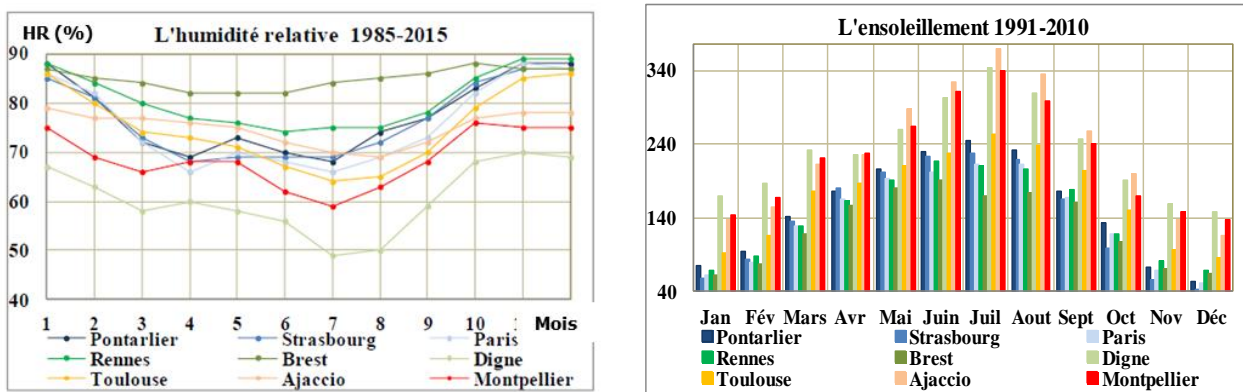 HR (%)
L'humidité relative 1985-2015
90
80
70
60
50
40
1 2 3 4 5 6 7 8 9 10 1 Mois
Pontarlier Strasbourg Paris
Rennes Brest Digne
Toulouse Ajaccio Montpellier
L'ensoleillement 1991-2010
340
240
140
40
Jan Fév Mars Avr Mai Juin Juil Aout Sept Oct Nov Déc
Pontarlier Strasbourg Paris
Rennes Brest Digne
Toulouse Ajaccio Montpellier